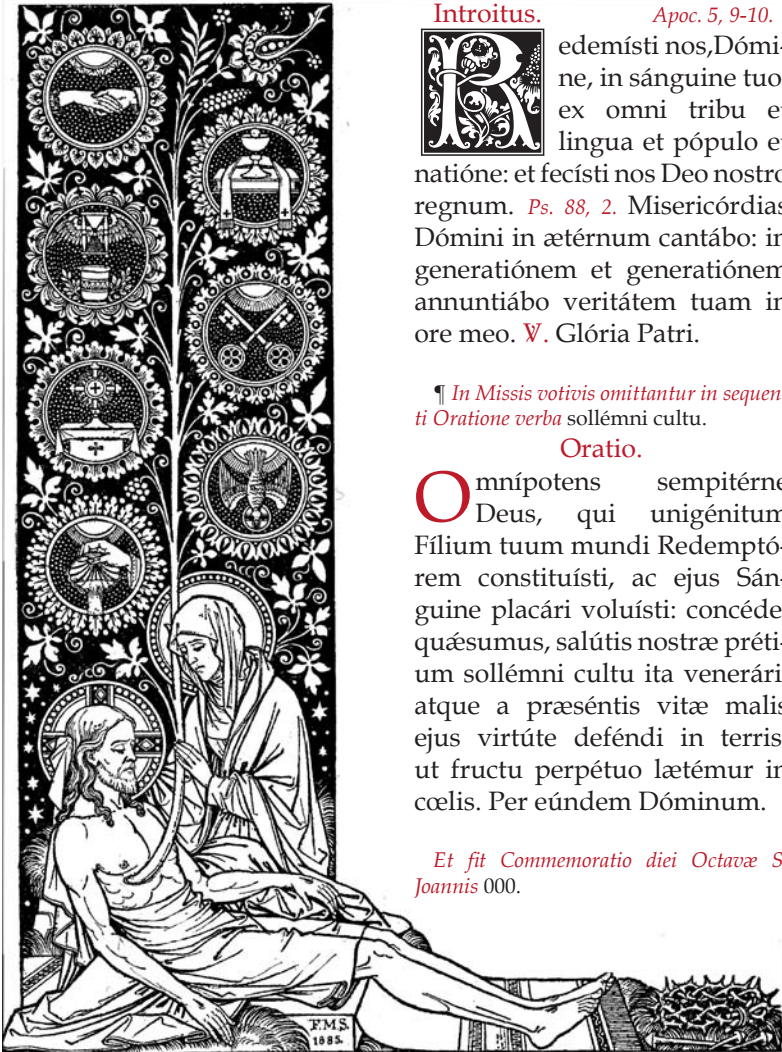 Introitus. Apoc. 5, 9-10.
Redemísti nos, Dómi-
ne, in sánguine tuo,
ex omni tribu et
lingua et pópulo et
natióne: et fecísti nos Deo nostro
regnum. Ps. 88, 2. Misericórdias
Dómini in ætérnum cantábo: in
generatiónem et generatiónem
annuntiábo veritátem tuam in
ore meo. ℣. Glória Patri.
¶ In Missis votivis omittantur in sequen-
ti Oratione verba sollémni cultu.
Oratio.
Omnípotens sempitérne
Deus, qui unigénitum
Fílium tuum mundi Redemptó-
rem constituísti, ac ejus Sán-
guine placári voluísti: concéde,
quǽsumus, salútis nostræ préti-
um sollémni cultu ita venerári,
atque a præséntis vitæ malis
ejus virtúte deféndi in terris,
ut fructu perpétuo lætémur in
cœlis. Per eúndem Dóminum.
Et fit Commemoratio diei Octavæ S.
Joannis 000.
F.M.S.
1885.